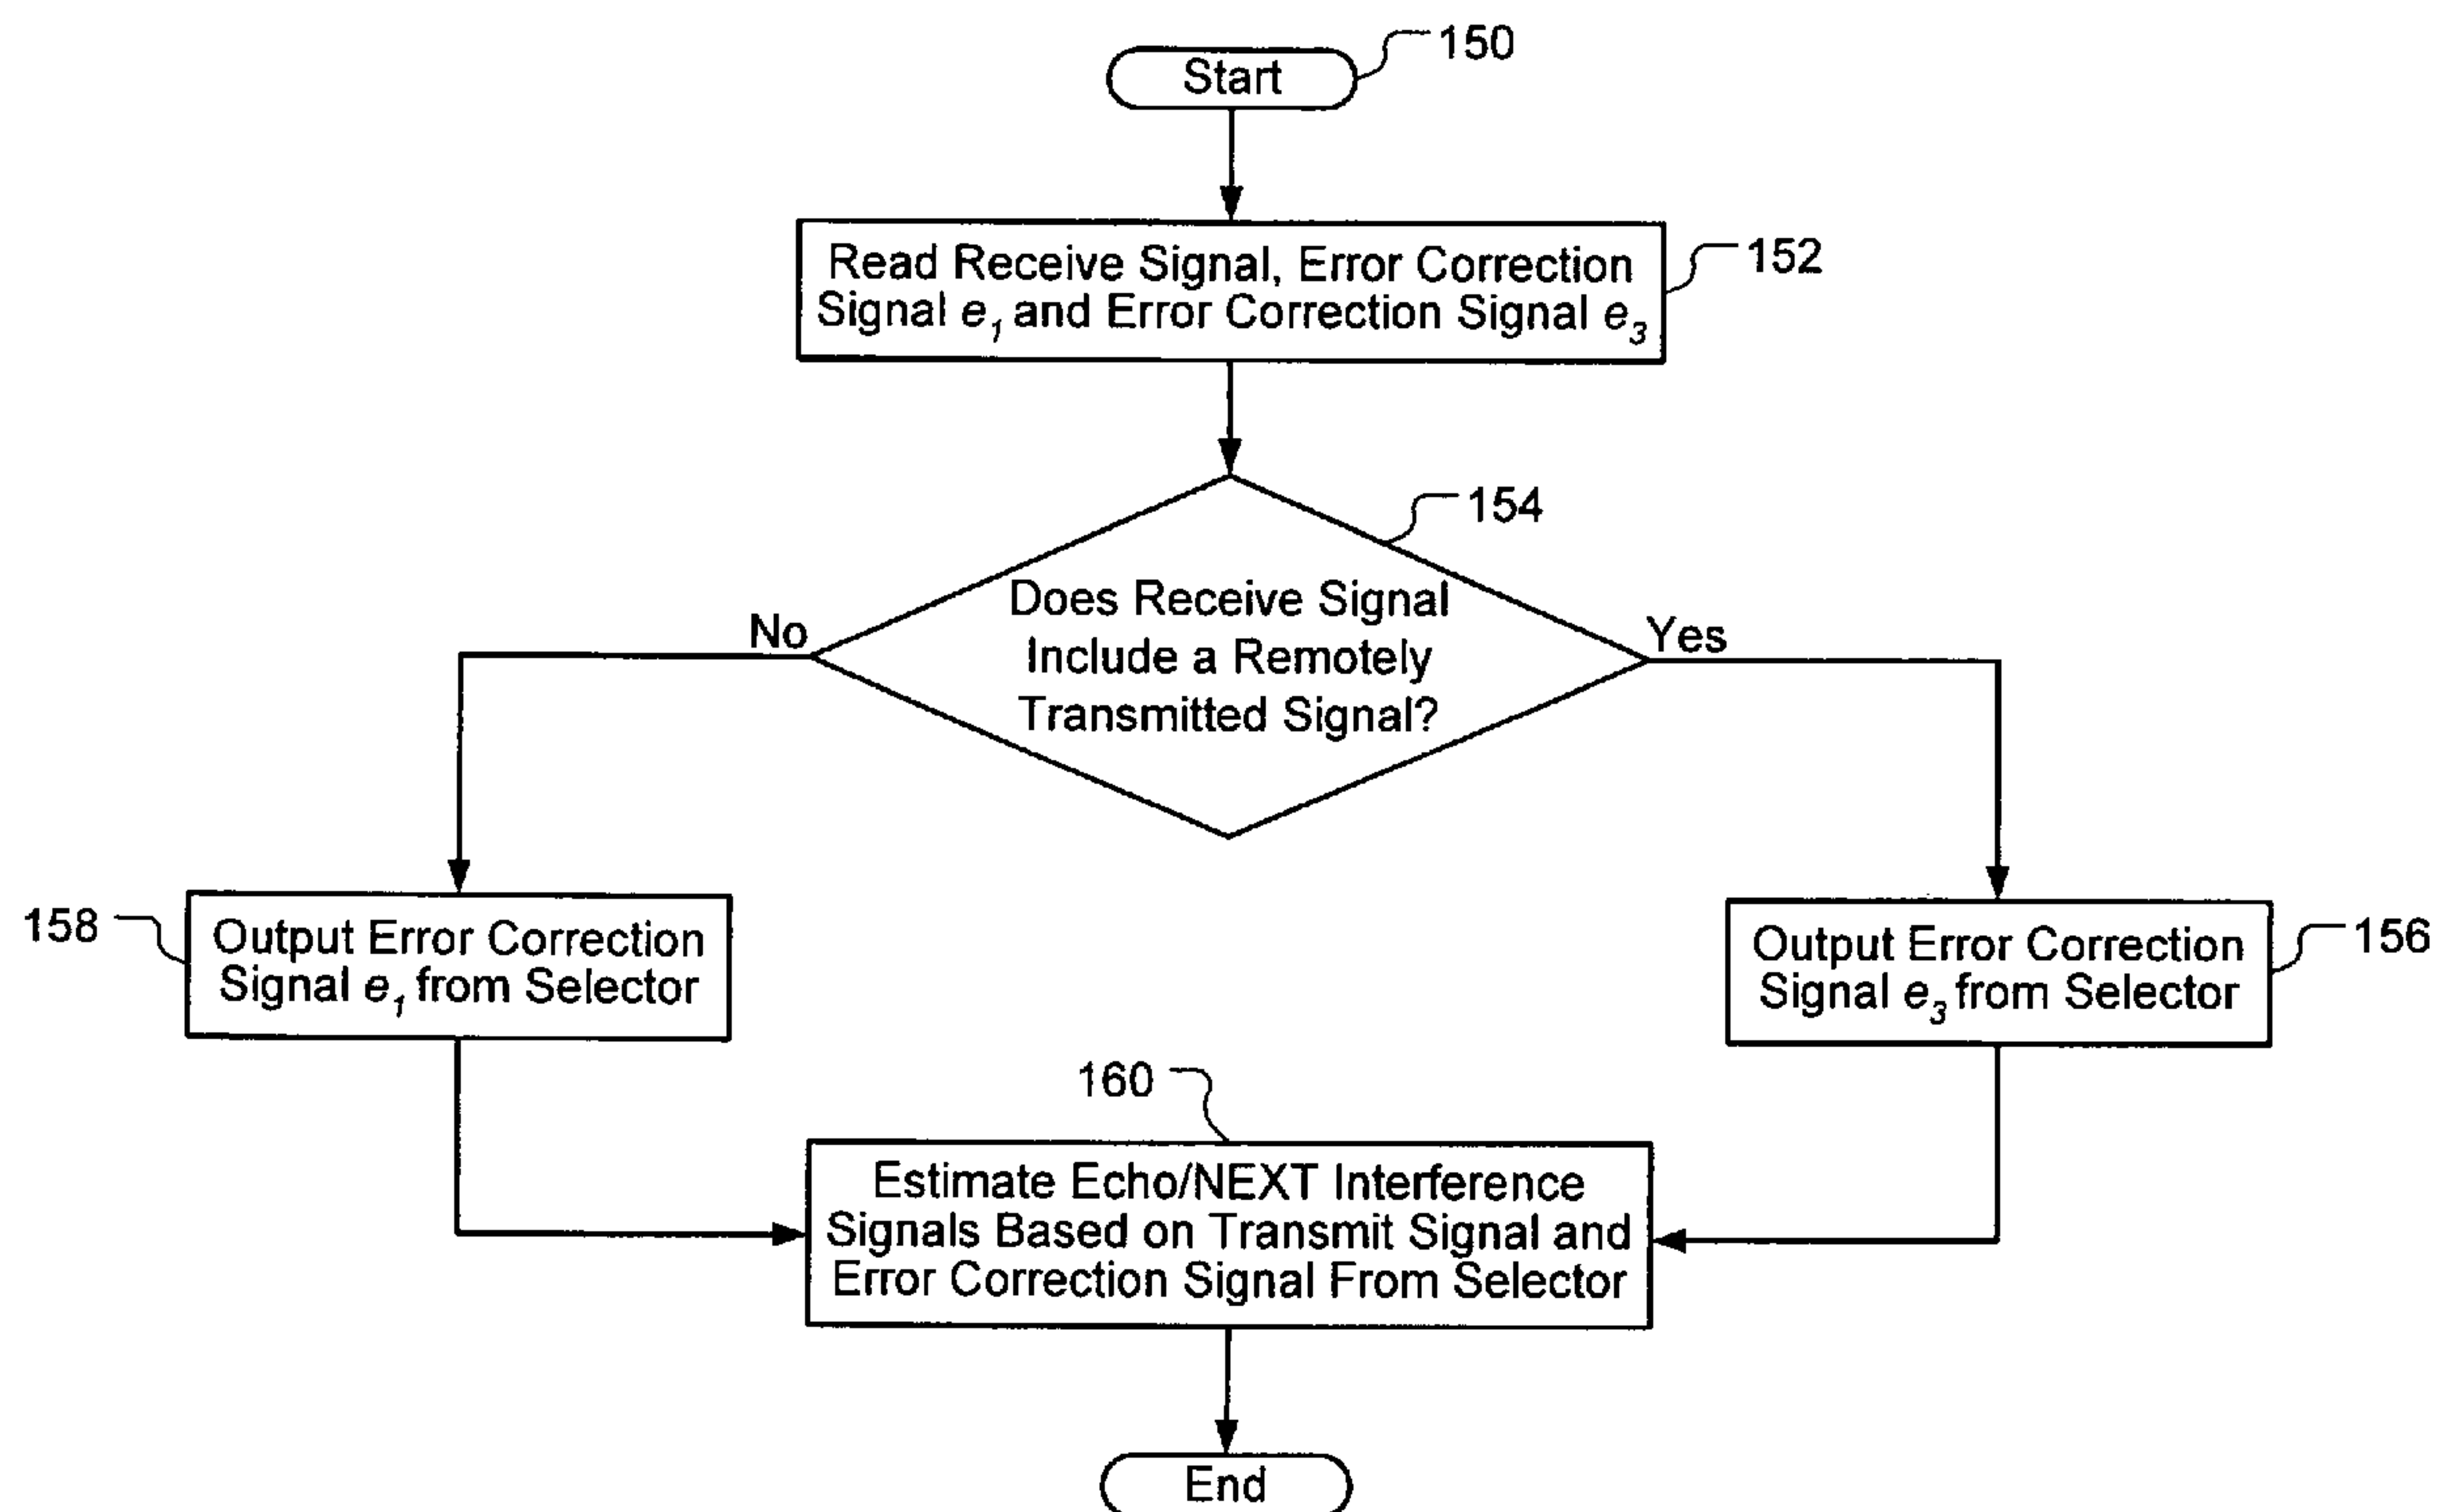 150
Start
152
Read Receive Signal, Error Correction
Signal e1 and Error Correction Signal e3
154
Does Receive Signal
Include a Remotely
Transmitted Signal?
No
Yes
158
Output Error Correction
Signal e1 from Selector
156
Output Error Correction
Signal e3 from Selector
160
Estimate Echo/NEXT Interference
Signals Based on Transmit Signal and
Error Correction Signal From Selector
End